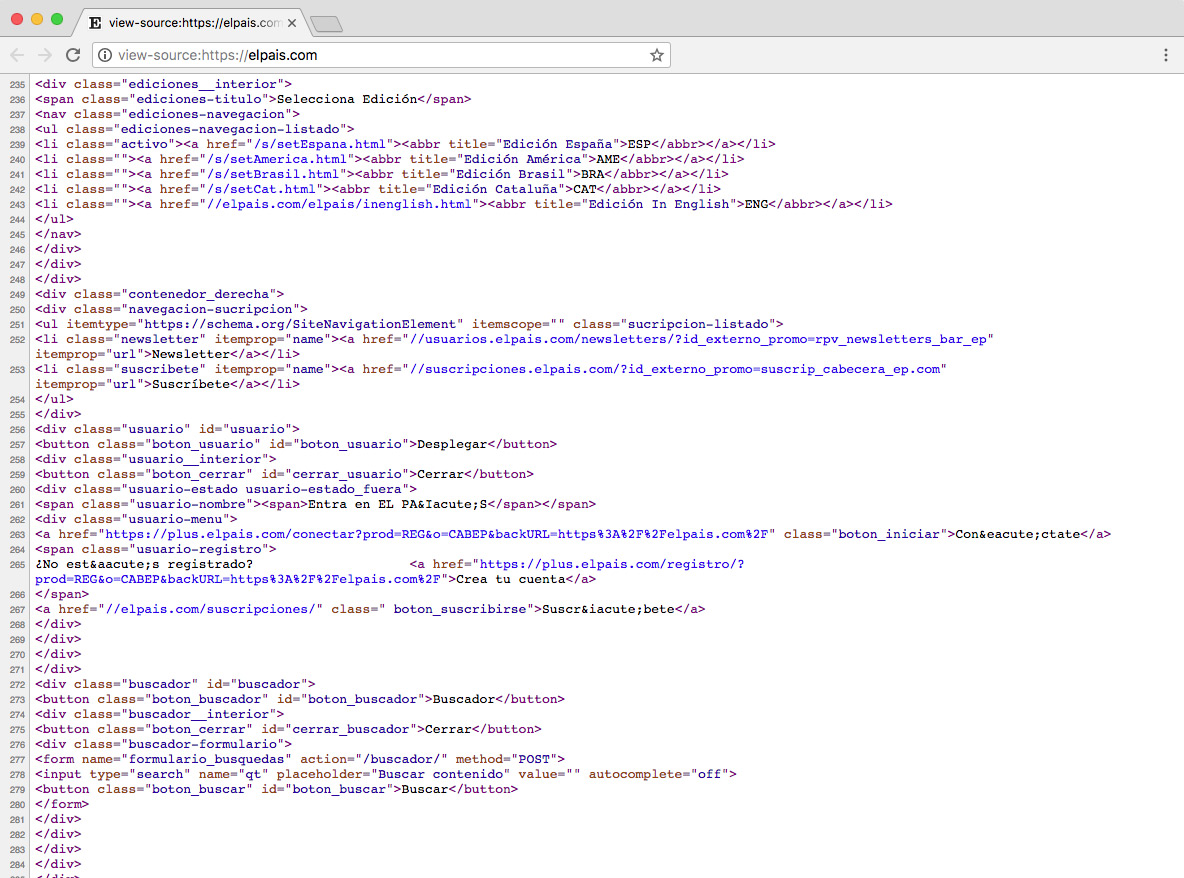 view-source:https://elpais.com
view-source:https://elpais.com
235 <div class="ediciones__interior">
236 <span class="ediciones-titulo">Selecciona Edición</span>
237 <nav class="ediciones-navegacion">
238 <ul class="ediciones-navegacion-listado">
239 <li class="activo"><a href="/s/setEspana.html"><abbr title="Edición España">ESP</abbr></a></li>
240 <li class=""><a href="/s/setAmerica.html"><abbr title="Edición América">AME</abbr></a></li>
241 <li class=""><a href="/s/setBrasil.html"><abbr title="Edición Brasil">BRA</abbr></a></li>
242 <li class=""><a href="/s/setCat.html"><abbr title="Edición Cataluña">CAT</abbr></a></li>
243 <li class=""><a href="//elpais.com/elpais/inenglish.html"><abbr title="Edición In English">ENG</abbr></a></li>
244 </ul>
245 </nav>
246 </div>
247 </div>
248 </div>
249 <div class="contenedor_derecha">
250 <div class="navegacion-sucripcion">
251 <ul itemtype="https://schema.org/SiteNavigationElement" itemscope="" class="sucripcion-listado">
252 <li class="newsletter" itemprop="name"><a href="//usuarios.elpais.com/newsletters/?id_externo_promo=rpv_newsletters_bar_ep"
itemprop="url">Newsletter</a></li>
253 <li class="suscribete" itemprop="name"><a href="//suscripciones.elpais.com/?id_externo_promo=suscrip_cabecera_ep.com"
itemprop="url">Suscríbete</a></li>
254 </ul>
255 </div>
256 <div class="usuario" id="usuario">
257 <button class="boton_usuario" id="boton_usuario">Desplegar</button>
258 <div class="usuario__interior">
259 <button class="boton_cerrar" id="cerrar_usuario">Cerrar</button>
260 <div class="usuario-estado usuario-estado_fuera">
261 <span class="usuario-nombre"><span>Entra en EL PA&Iacute;S</span></span>
262 <div class="usuario-menu">
263 <a href="https://plus.elpais.com/conectar?prod=REG&o=CABEP&backURL=https%3A%2F%2Felpais.com%2F" class="boton_iniciar">Con&eacute;ctate</a>
264 <span class="usuario-registro">
265 ¿No est&aacute;s registrado? <a href="https://plus.elpais.com/registro/?
prod=REG&o=CABEP&backURL=https%3A%2F%2Felpais.com%2F">Crea tu cuenta</a>
266 </span>
267 <a href="//elpais.com/suscripciones/" class=" boton_suscribirse">Suscr&iacute;bete</a>
268 </div>
269 </div>
270 </div>
271 </div>
272 <div class="buscador" id="buscador">
273 <button class="boton_buscador" id="boton_buscador">Buscador</button>
274 <div class="buscador__interior">
275 <button class="boton_cerrar" id="cerrar_buscador">Cerrar</button>
276 <div class="buscador-formulario">
277 <form name="formulario_busquedas" action="/buscador/" method="POST">
278 <input type="search" name="qt" placeholder="Buscar contenido" value="" autocomplete="off">
279 <button class="boton_buscar" id="boton_buscar">Buscar</button>
280 </form>
281 </div>
282 </div>
283 </div>
284 </div>